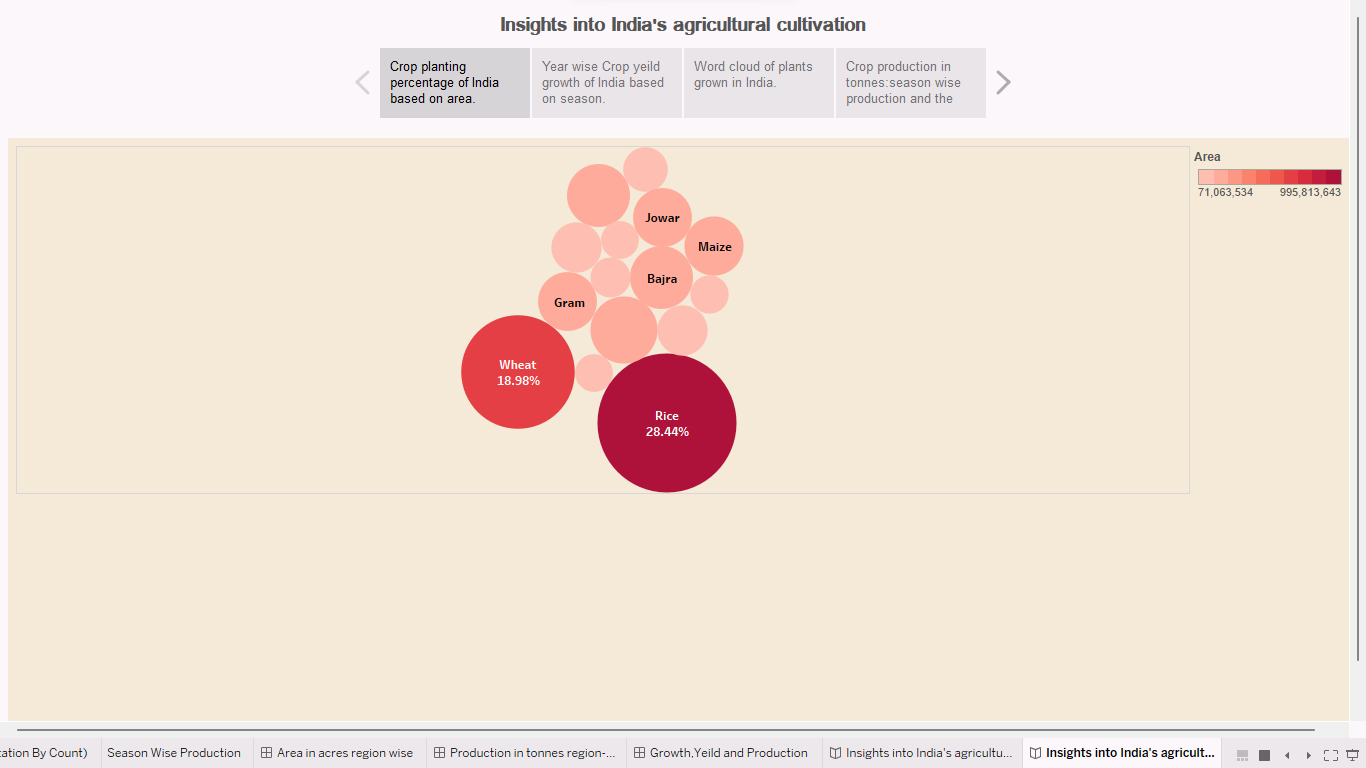 Insights into India's agricultural cultivation
Crop planting
percentage of India
based on area.
Year wise Crop yeild
growth of India based
on season.
Word cloud of plants
grown in India.
Crop production in
tonnes:season wise
production and the
Area
71,063,534 995,813,643
Jowar
Maize
Bajra
Gram
Wheat
18.98%
Rice
28.44%
tation By Count) Season Wise Production Area in acres region wise Production in tonnes region-... Growth,Yeild and Production Insights into India's agricultu... Insights into India's agricult...